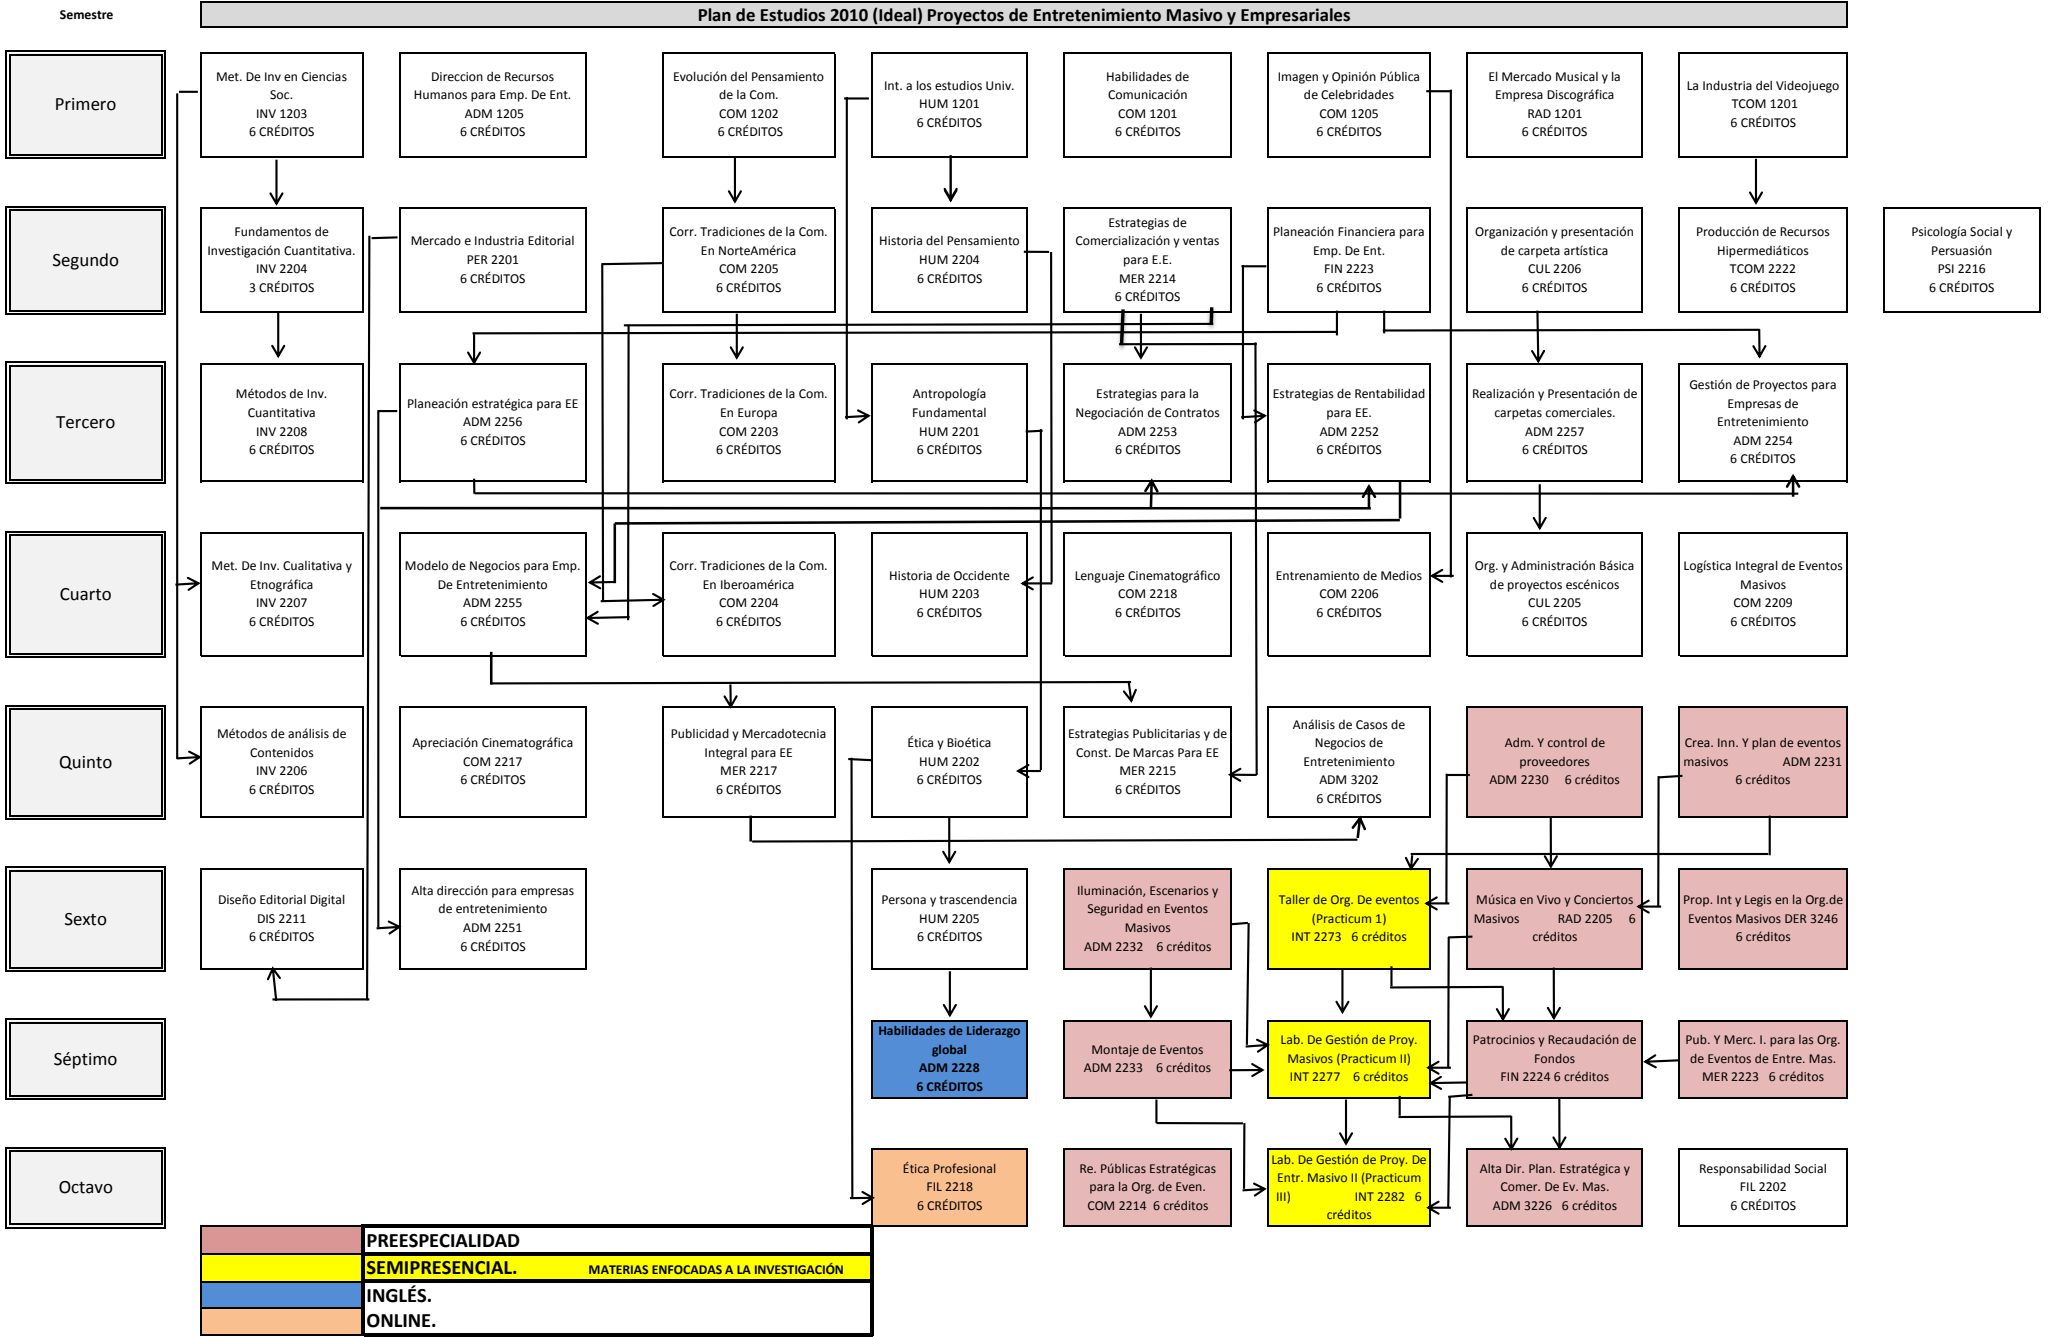 Semestre
Plan de Estudios 2010 (Ideal) Proyectos de Entretenimiento Masivo y Empresariales
Primero
Met. De Inv en Ciencias
Soc.
INV 1203
6 CRÉDITOS
Direccion de Recursos
Humanos para Emp. De Ent.
ADM 1205
6 CRÉDITOS
Evolución del Pensamiento
de la Com.
COM 1202
6 CRÉDITOS
Int. a los estudios Univ.
HUM 1201
6 CRÉDITOS
Habilidades de
Comunicación
COM 1201
6 CRÉDITOS
Imagen y Opinión Pública
de Celebridades
COM 1205
6 CRÉDITOS
El Mercado Musical y la
Empresa Discográfica
RAD 1201
6 CRÉDITOS
La Industria del Videojuego
TCOM 1201
6 CRÉDITOS
Segundo
Fundamentos de
Investigación Cuantitativa.
INV 2204
3 CRÉDITOS
Mercado e Industria Editorial
PER 2201
6 CRÉDITOS
Corr. Tradiciones de la Com.
En NorteAmérica
COM 2205
6 CRÉDITOS
Historia del Pensamiento
HUM 2204
6 CRÉDITOS
Estrategias de
Comercialización y ventas
para E.E.
MER 2214
6 CRÉDITOS
Planeación Financiera para
Emp. De Ent.
FIN 2223
6 CRÉDITOS
Organización y presentación
de carpeta artística
CUL 2206
6 CRÉDITOS
Producción de Recursos
Hipermediáticos
TCOM 2222
6 CRÉDITOS
Psicología Social y
Persuasión
PSI 2216
6 CRÉDITOS
Tercero
Métodos de Inv.
Cuantitativa
INV 2208
6 CRÉDITOS
Planeación estratégica para EE
ADM 2256
6 CRÉDITOS
Corr. Tradiciones de la Com.
En Europa
COM 2203
6 CRÉDITOS
Antropología
Fundamental
HUM 2201
6 CRÉDITOS
Estrategias para la
Negociación de Contratos
ADM 2253
6 CRÉDITOS
Estrategias de Rentabilidad
para EE.
ADM 2252
6 CRÉDITOS
Realización y Presentación de
carpetas comerciales.
ADM 2257
6 CRÉDITOS
Gestión de Proyectos para
Empresas de
Entretenimiento
ADM 2254
6 CRÉDITOS
Cuarto
Met. De Inv. Cualitativa y
Etnográfica
INV 2207
6 CRÉDITOS
Modelo de Negocios para Emp.
De Entretenimiento
ADM 2255
6 CRÉDITOS
Corr. Tradiciones de la Com.
En Iberoamérica
COM 2204
6 CRÉDITOS
Historia de Occidente
HUM 2203
6 CRÉDITOS
Lenguaje Cinematográfico
COM 2218
6 CRÉDITOS
Entrenamiento de Medios
COM 2206
6 CRÉDITOS
Org. y Administración Básica
de proyectos escénicos
CUL 2205
6 CRÉDITOS
Logística Integral de Eventos
Masivos
COM 2209
6 CRÉDITOS
Quinto
Métodos de análisis de
Contenidos
INV 2206
6 CRÉDITOS
Apreciación Cinematográfica
COM 2217
6 CRÉDITOS
Publicidad y Mercadotecnia
Integral para EE
MER 2217
6 CRÉDITOS
Ética y Bioética
HUM 2202
6 CRÉDITOS
Estrategias Publicitarias y de
Const. De Marcas Para EE
MER 2215
6 CRÉDITOS
Análisis de Casos de
Negocios de
Entretenimiento
ADM 3202
6 CRÉDITOS
Adm. Y control de
proveedores
ADM 2230 6 créditos
Crea. Inn. Y plan de eventos
masivos ADM 2231
6 créditos
Sexto
Diseño Editorial Digital
DIS 2211
6 CRÉDITOS
Alta dirección para empresas
de entretenimiento
ADM 2251
6 CRÉDITOS
Persona y trascendencia
HUM 2205
6 CRÉDITOS
Iluminación, Escenarios y
Seguridad en Eventos
Masivos
ADM 2232 6 créditos
Taller de Org. De eventos
(Practicum 1)
INT 2273 6 créditos
Música en Vivo y Conciertos
Masivos RAD 2205 6
créditos
Prop. Int y Legis en la Org.de
Eventos Masivos DER 3246
6 créditos
Séptimo
Habilidades de Liderazgo
global
ADM 2228
6 CRÉDITOS
Montaje de Eventos
ADM 2233 6 créditos
Lab. De Gestión de Proy.
Masivos (Practicum II)
INT 2277 6 créditos
Patrocinios y Recaudación de
Fondos
FIN 2224 6 créditos
Pub. Y Merc. I. para las Org.
de Eventos de Entre. Mas.
MER 2223 6 créditos
Octavo
Ética Profesional
FIL 2218
6 CRÉDITOS
Re. Públicas Estratégicas
para la Org. de Even.
COM 2214 6 créditos
Lab. De Gestión de Proy. De
Entr. Masivo II (Practicum
III) INT 2282 6
créditos
Alta Dir. Plan. Estratégica y
Comer. De Ev. Mas.
ADM 3226 6 créditos
Responsabilidad Social
FIL 2202
6 CRÉDITOS
PREESPECIALIDAD
SEMIPRESENCIAL. MATERIAS ENFOCADAS A LA INVESTIGACIÓN
INGLÉS.
ONLINE.